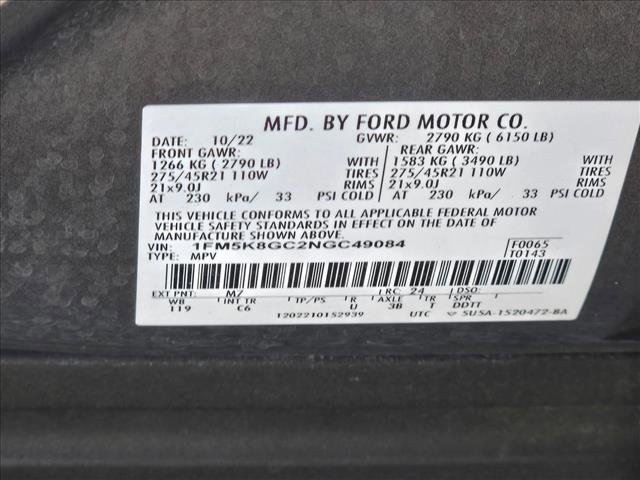 MFD. BY FORD MOTOR CO.
DATE: 10/22 GVWR: 2790 KG ( 6150 LB)
FRONT GAWR: REAR GAWR:
1266 KG ( 2790 LB) WITH 1583 KG ( 3490 LB) WITH
275/45R21 110W TIRES 275/45R21 110W TIRES
21x9.0J RIMS 21x9.0J RIMS
AT 230 kPa/ 33 PSI COLD AT 230 kPa/ 33 PSI COLD
THIS VEHICLE CONFORMS TO ALL APPLICABLE FEDERAL MOTOR
VEHICLE SAFETY STANDARDS IN EFFECT ON THE DATE OF
MANUFACTURE SHOWN ABOVE.
VIN: 1FM5K8GC2NGC49084 F0065
TYPE: MPV T0143
EXT PNT: M7 RC: 24 DSO:
WB INT TR TP/PS R AXLE TR SPR
119 C6 U 3B T DDTT
1202210152939 UTC 5U5A-1520472-BA